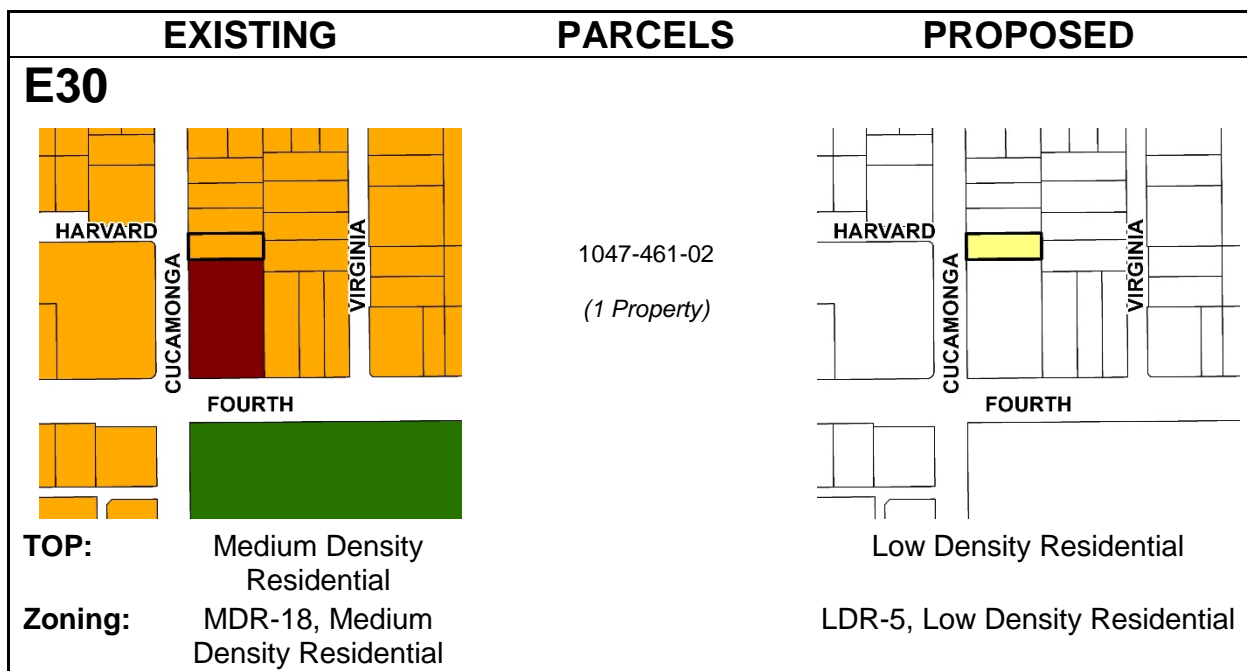 EXISTING PARCELS PROPOSED
E30
HARVARD
CUCAMONGA
VIRGINIA
FOURTH
1047-461-02
(1 Property)
HARVARD
CUCAMONGA
VIRGINIA
FOURTH
TOP: Medium Density
Residential
Low Density Residential
Zoning: MDR-18, Medium
Density Residential
LDR-5, Low Density Residential